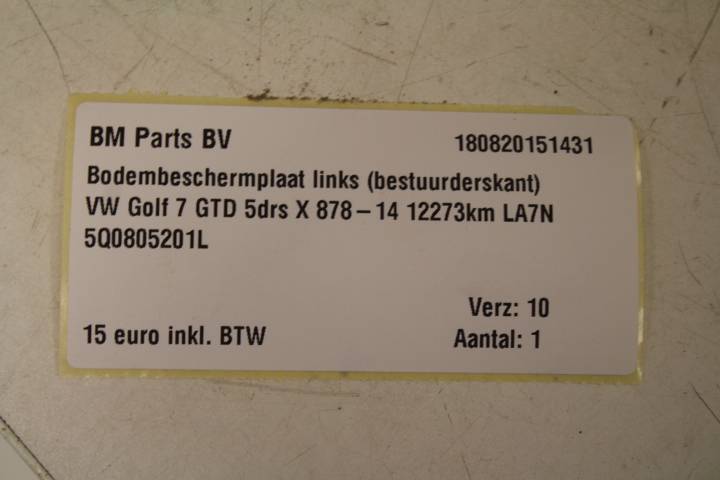 BM Parts BV 180820151431
Bodembeschermplaat links (bestuurderskant)
VW Golf 7 GTD 5drs X 878-14 12273km LA7N
5Q0805201L
Verz: 10
15 euro inkl. BTW Aantal: 1